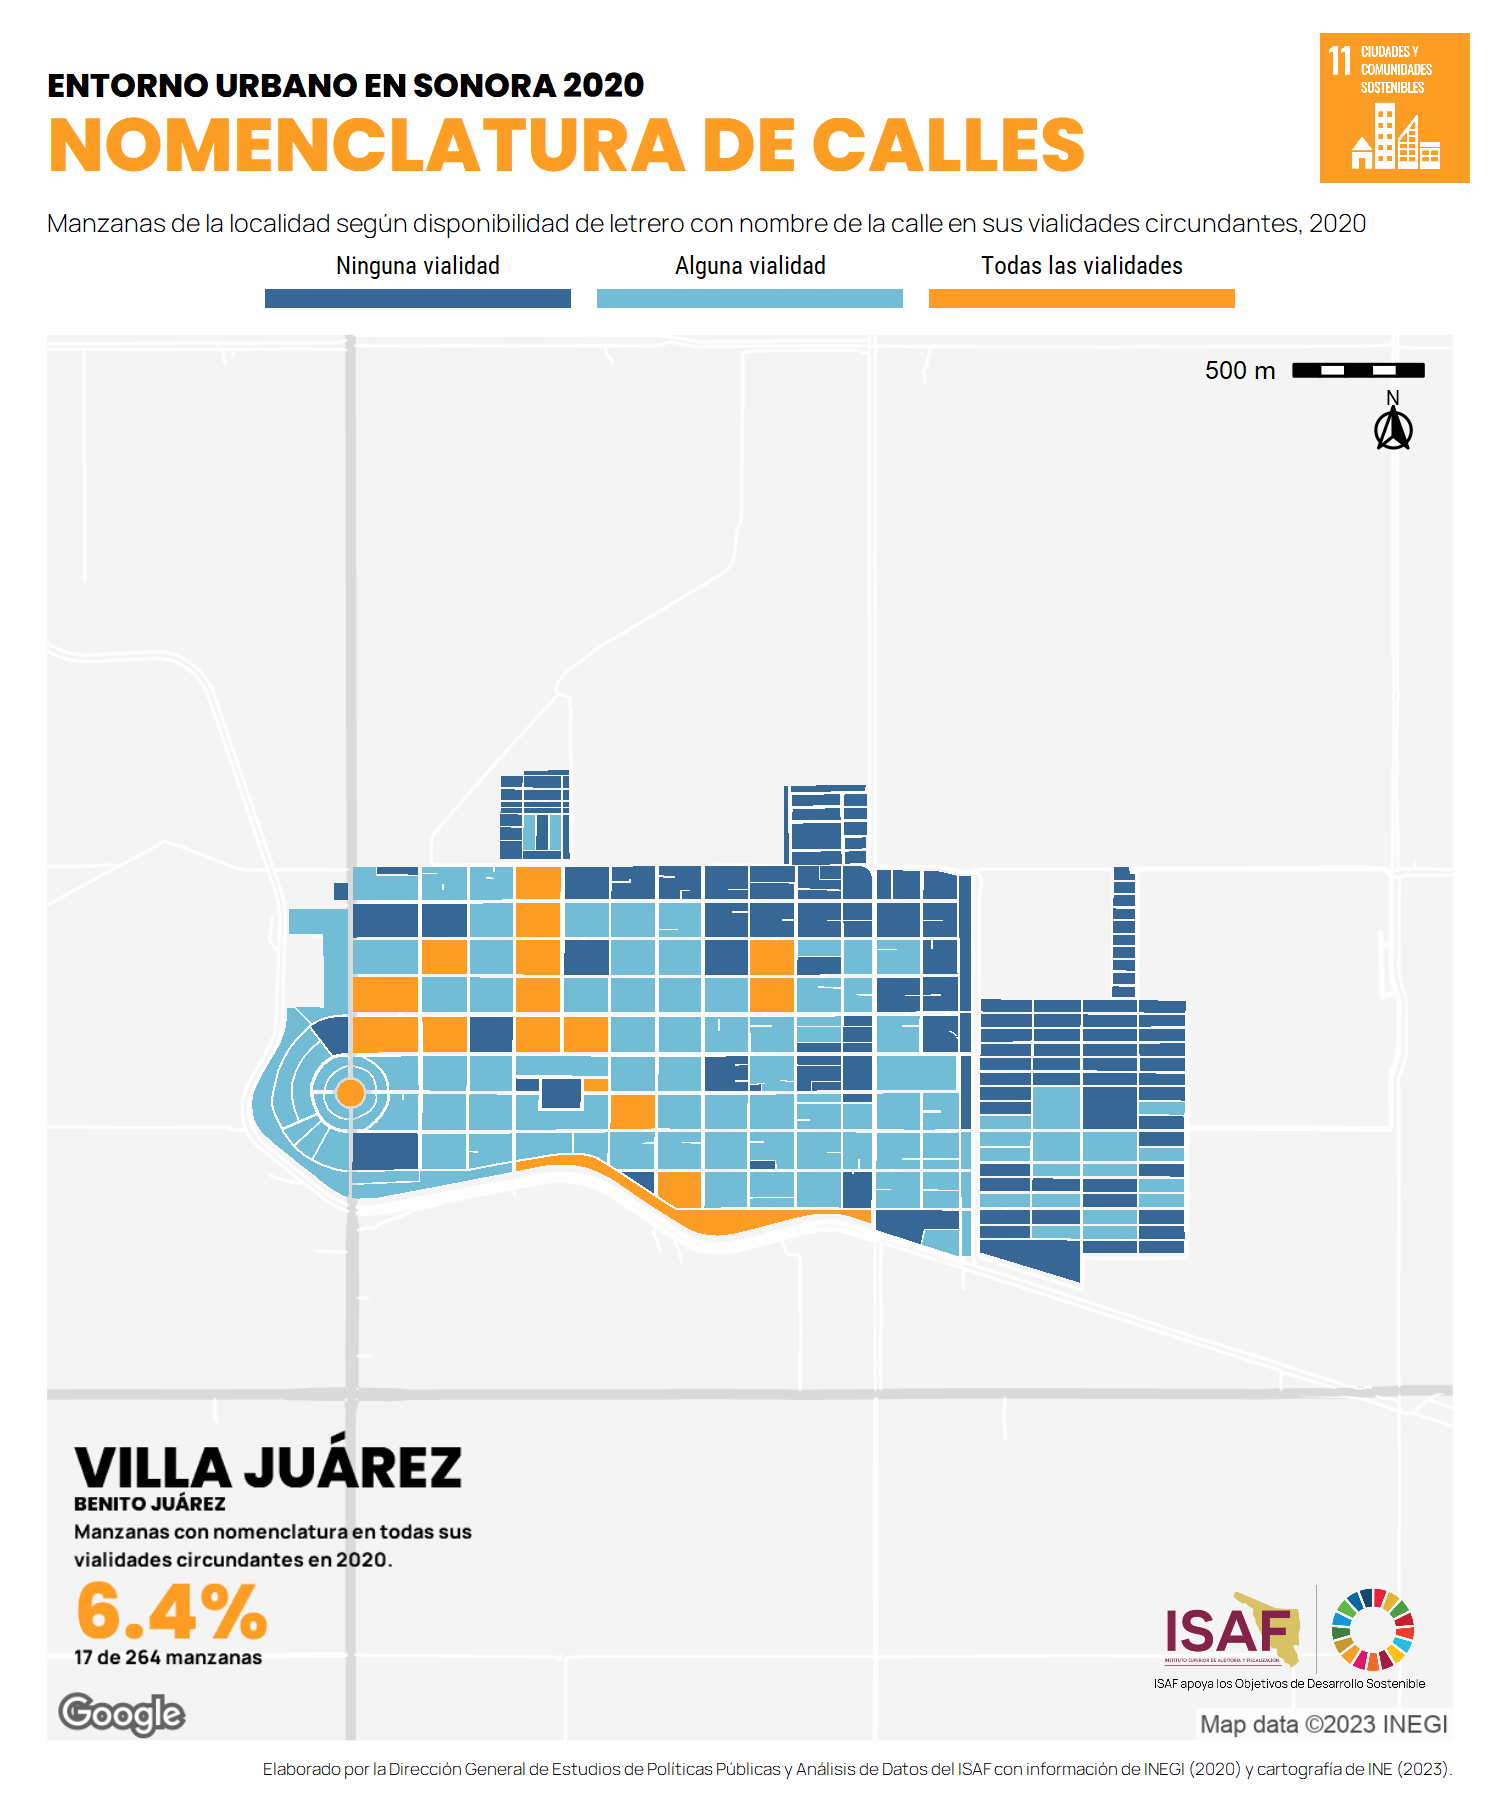 ENTORNO URBANO EN SONORA 2020
NOMENCLATURA DE CALLES
11 CIUDADES Y
COMUNIDADES
SOSTENIBLES
Manzanas de la localidad según disponibilidad de letrero con nombre de la calle en sus vialidades circundantes, 2020
Ninguna vialidad
Alguna vialidad
Todas las vialidades
500 m
N
VILLA JUÁREZ
BENITO JUÁREZ
Manzanas con nomenclatura en todas sus
vialidades circundantes en 2020.
6.4%
17 de 264 manzanas
ISAF
INSTITUTO SUPERIOR DE AUDITORÍA Y FISCALIZACIÓN
ISAF apoya los Objetivos de Desarrollo Sostenible
Google
Map data ©2023 INEGI
Elaborado por la Dirección General de Estudios de Políticas Públicas y Análisis de Datos del ISAF con información de INEGI (2020) y cartografía de INE (2023).